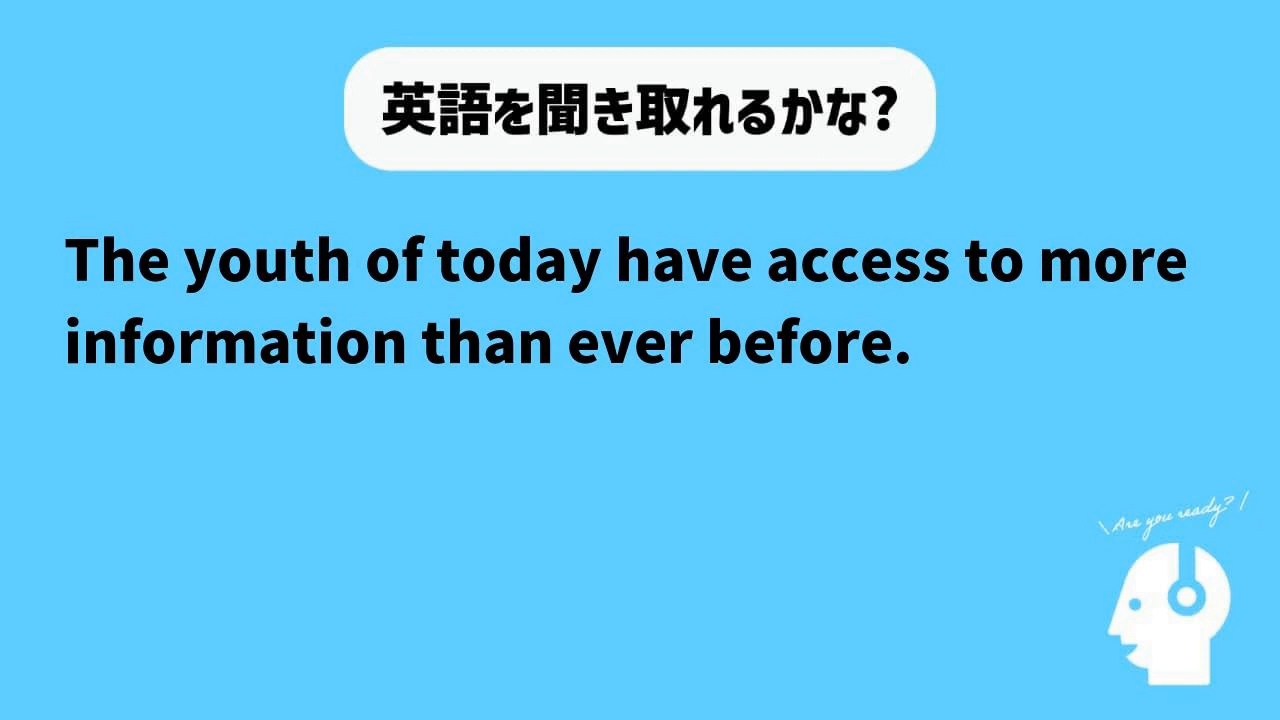 英語を聞き取れるかな?
The youth of today have access to more
information than ever before.
\Are you ready?/